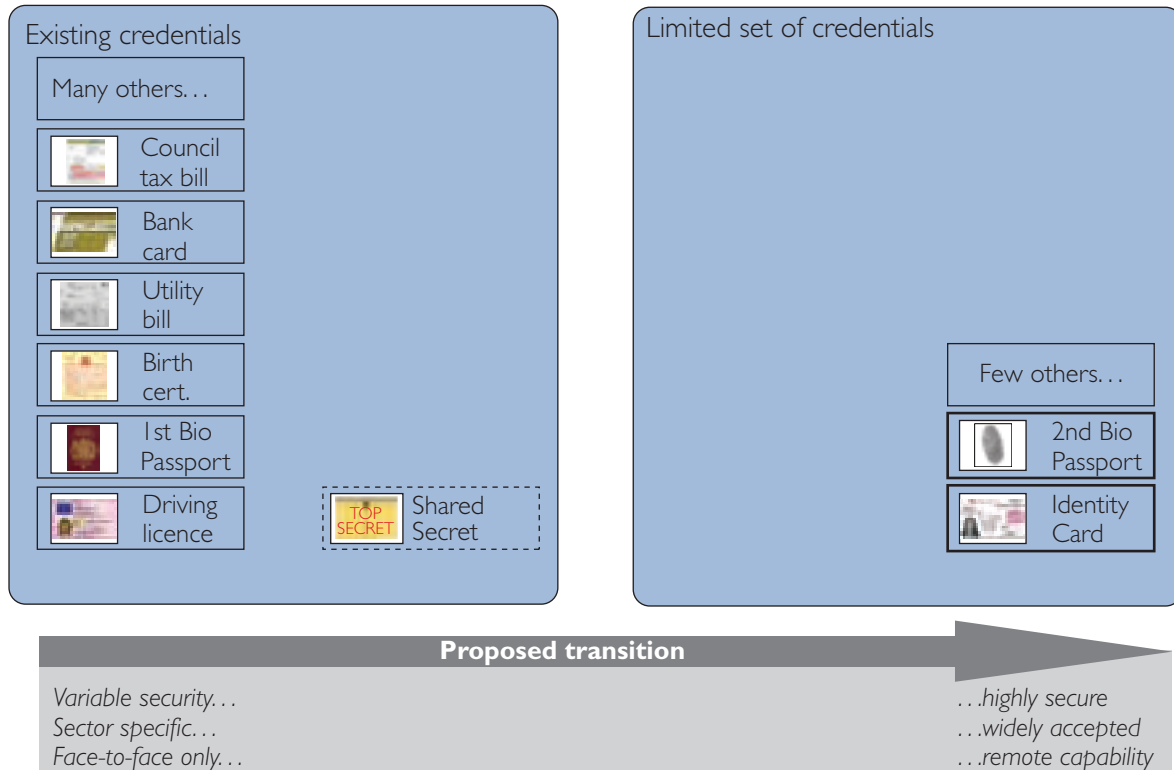 Existing credentials
Many others...
Council
tax bill
Bank
card
Utility
bill
Birth
cert.
1st Bio
Passport
Driving
licence
TOP
SECRET
Shared
Secret
Limited set of credentials
Few others...
2nd Bio
Passport
Identity
Card
Proposed transition
Variable security...
Sector specific...
Face-to-face only...
...highly secure
...widely accepted
...remote capability